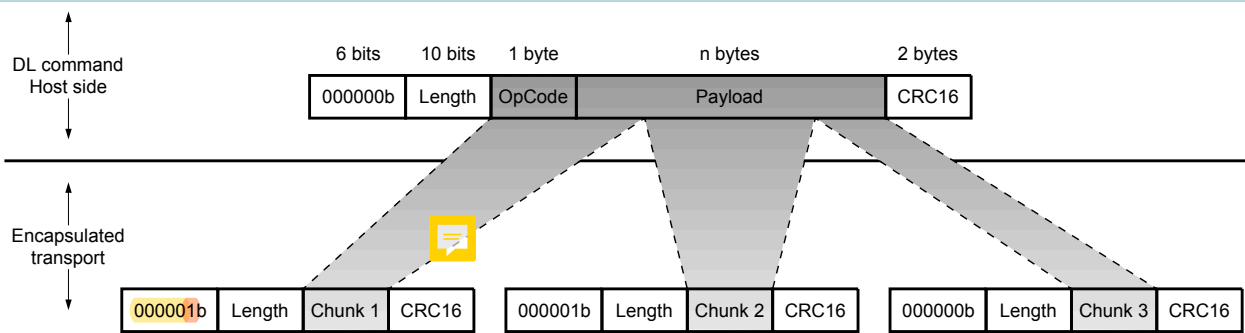 6 bits 10 bits 1 byte n bytes 2 bytes
DL command
Host side
000000b Length OpCode Payload CRC16
Encapsulated
transport
000001b Length Chunk 1 CRC16 000001b Length Chunk 2 CRC16 000000b Length Chunk 3 CRC16